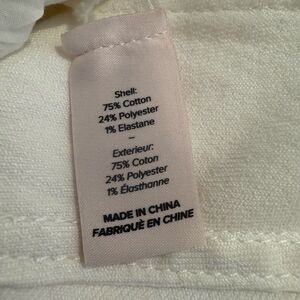 Shell:
75% Cotton
24% Polyester
1% Elastane
–
Exterieur:
75% Coton
24% Polyester
1% Élasthanne
MADE IN CHINA
FABRIQUÉ EN CHINE